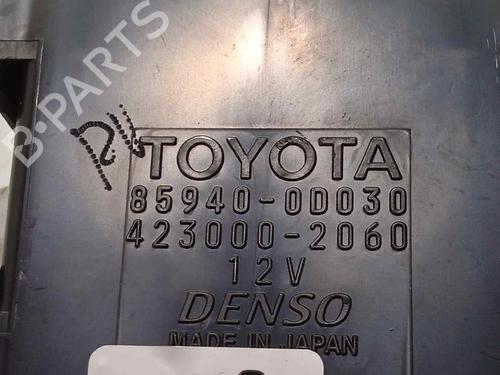 B-PARTS
TOYOTA
85940-0D030
423000-2060
12V
DENSO
MADE IN JAPAN